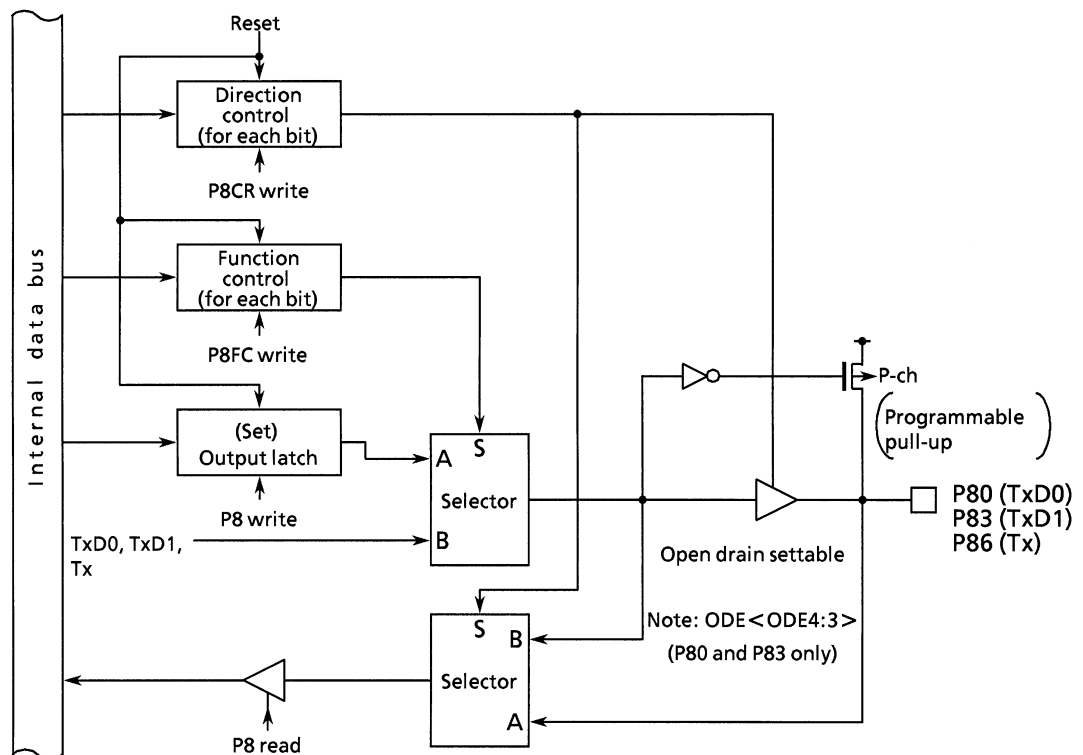 Reset
Direction
control
(for each bit)
P8CR write
Function
control
(for each bit)
P8FC write
Internal data bus
P-ch
(Programmable
pull-up)
(Set)
Output latch
P8 write
S
A
Selector
B
TxD0, TxD1,
Tx
P80 (TxD0)
P83 (TxD1)
P86 (Tx)
Open drain settable
Note: ODE<ODE4:3>
(P80 and P83 only)
S
B
Selector
A
P8 read